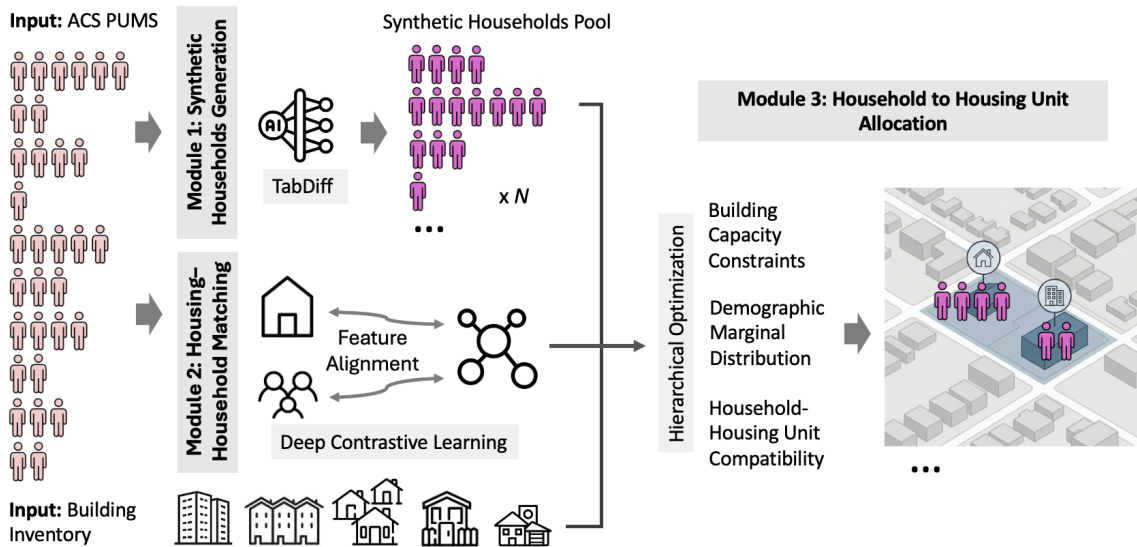 Input: ACS PUMS
Module 1: Synthetic
Households Generation
AI
TabDiff
Synthetic Households Pool
x N
...
Module 2: Housing–
Household Matching
Feature
Alignment
Deep Contrastive Learning
Input: Building
Inventory
Module 3: Household to Housing Unit
Allocation
Hierarchical Optimization
Building
Capacity
Constraints
Demographic
Marginal
Distribution
Household-
Housing Unit
Compatibility
...